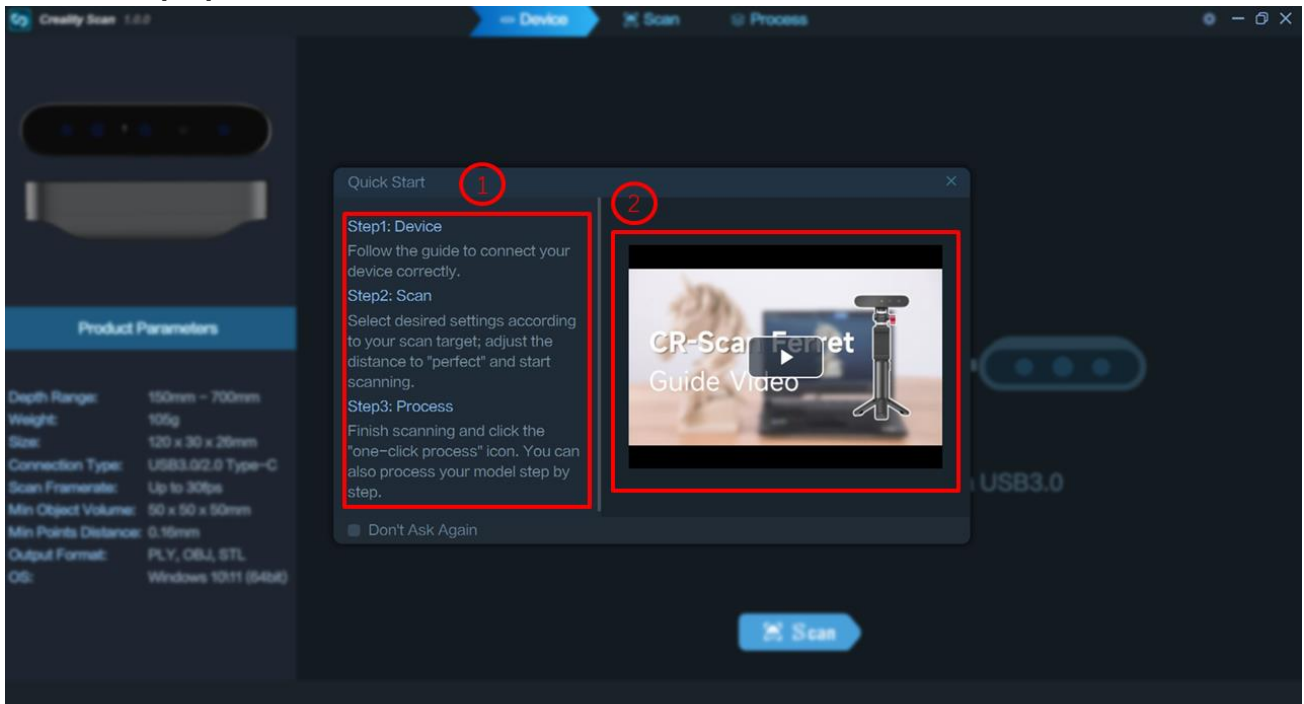 Creality Scan 1.0.0
Device
Scan
Process
Quick Start
1
2
Step1: Device
Follow the guide to connect your
device correctly.
Step2: Scan
Select desired settings according
to your scan target; adjust the
distance to "perfect" and start
scanning.
Step3: Process
Finish scanning and click the
"one-click process" icon. You can
also process your model step by
step.
CR-Scan Ferret
Guide Video
Don't Ask Again
Product Parameters
Depth Range: 150mm - 700mm
Weight: 105g
Size: 120 x 30 x 26mm
Connection Type: USB3.0/2.0 Type-C
Scan Framerate: Up to 30fps
Min Object Volume: 50 x 50 x 50mm
Min Points Distance: 0.16mm
Output Format: PLY, OBJ, STL
OS: Windows 10\11 (64bit)
USB3.0
Scan